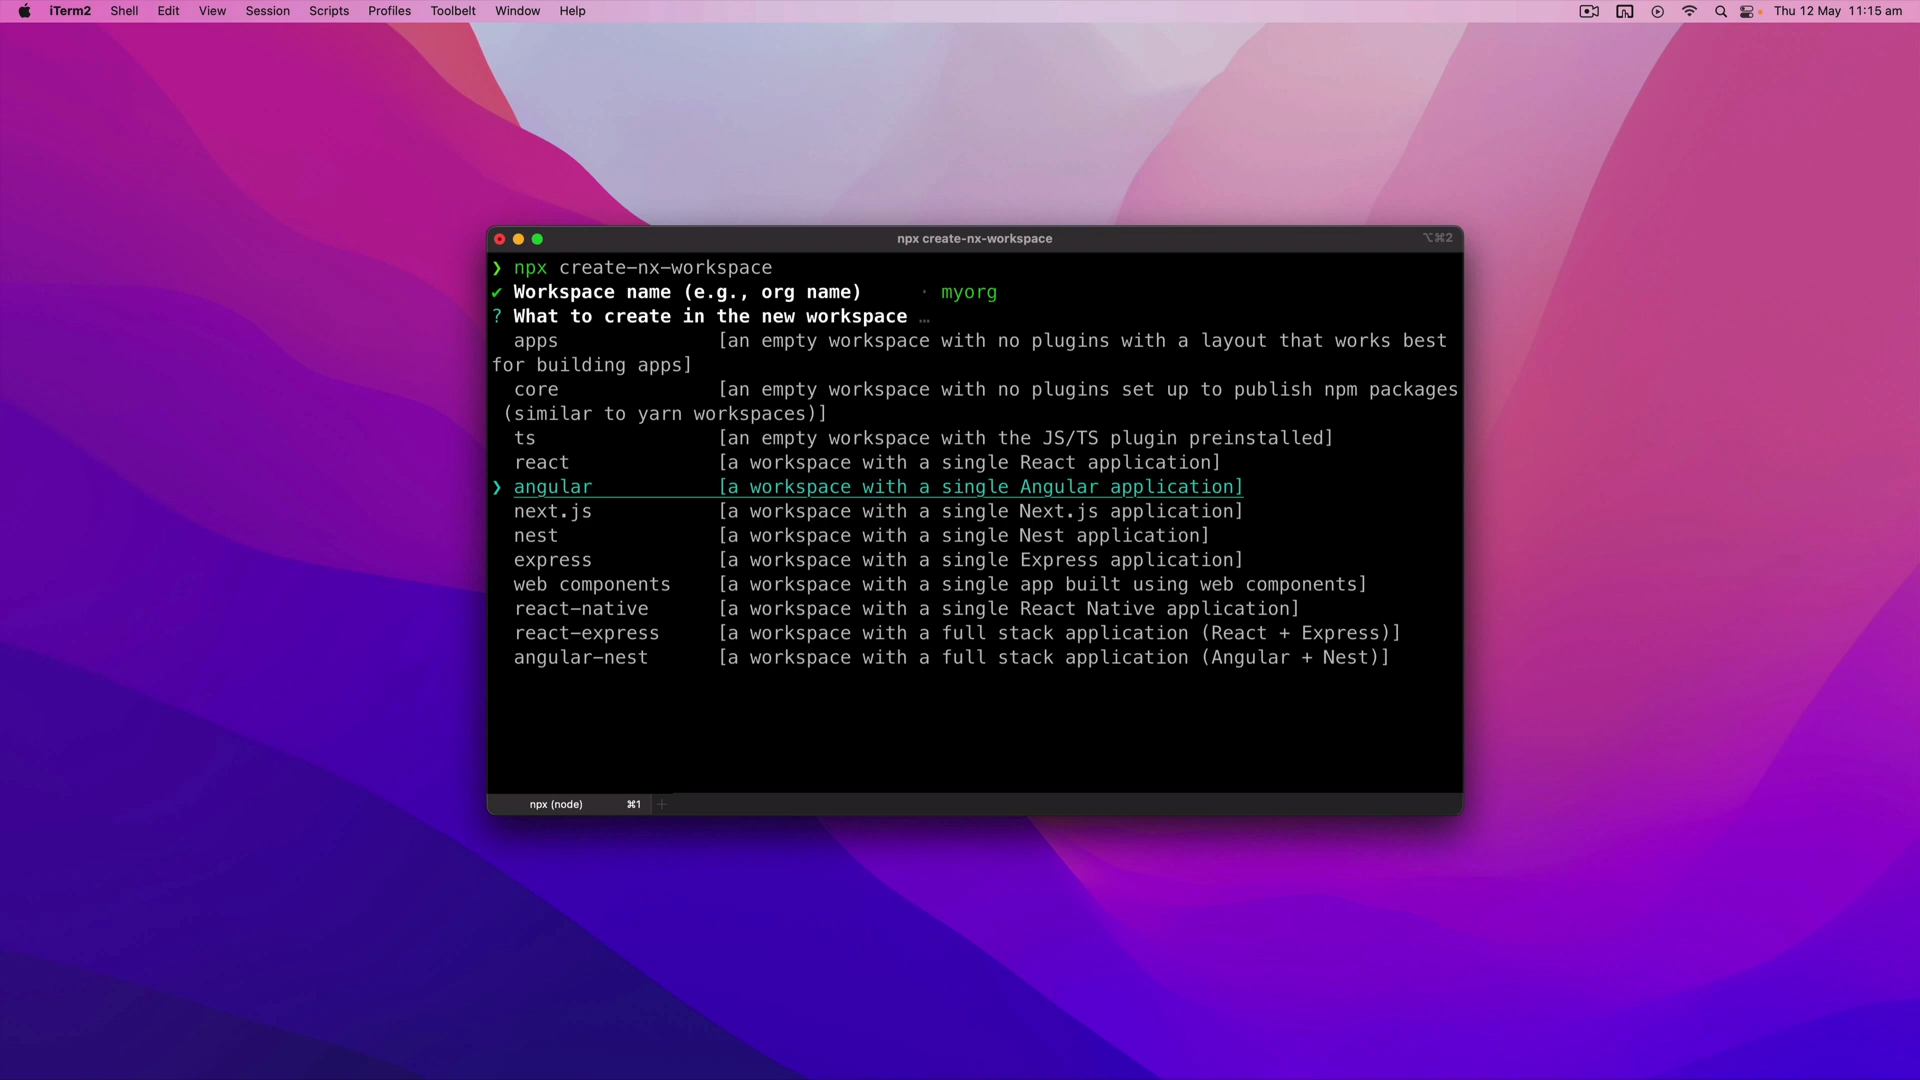 iTerm2 Shell Edit View Session Scripts Profiles Toolbelt Window Help Thu 12 May 11:15 am
npx create-nx-workspace ⌥⌘2
❯ npx create-nx-workspace
✔ Workspace name (e.g., org name) · myorg
? What to create in the new workspace …
apps [an empty workspace with no plugins with a layout that works best
for building apps]
core [an empty workspace with no plugins set up to publish npm packages
(similar to yarn workspaces)]
ts [an empty workspace with the JS/TS plugin preinstalled]
react [a workspace with a single React application]
❯ angular [a workspace with a single Angular application]
next.js [a workspace with a single Next.js application]
nest [a workspace with a single Nest application]
express [a workspace with a single Express application]
web components [a workspace with a single app built using web components]
react-native [a workspace with a single React Native application]
react-express [a workspace with a full stack application (React + Express)]
angular-nest [a workspace with a full stack application (Angular + Nest)]
npx (node) ⌘1 +